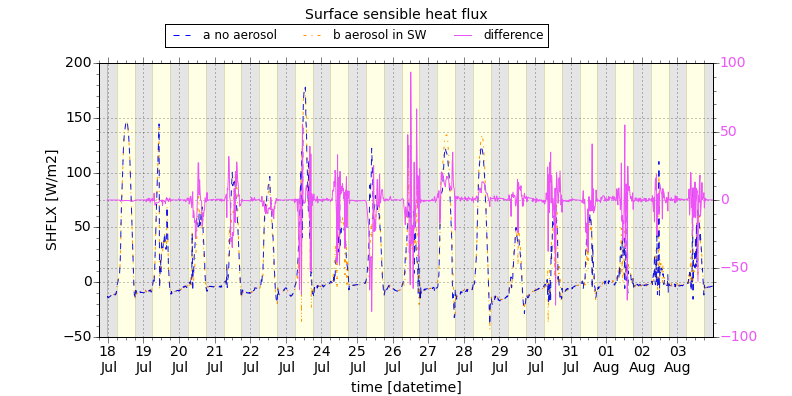 Surface sensible heat flux
a no aerosol b aerosol in SW difference
200 100
150 50
100 0
50 −50
0 −100
−50
SHFLX [W/m2]
18 19 20 21 22 23 24 25 26 27 28 29 30 31 01 02 03
Jul Jul Jul Jul Jul Jul Jul Jul Jul Jul Jul Jul Jul Jul Aug Aug Aug
time [datetime]